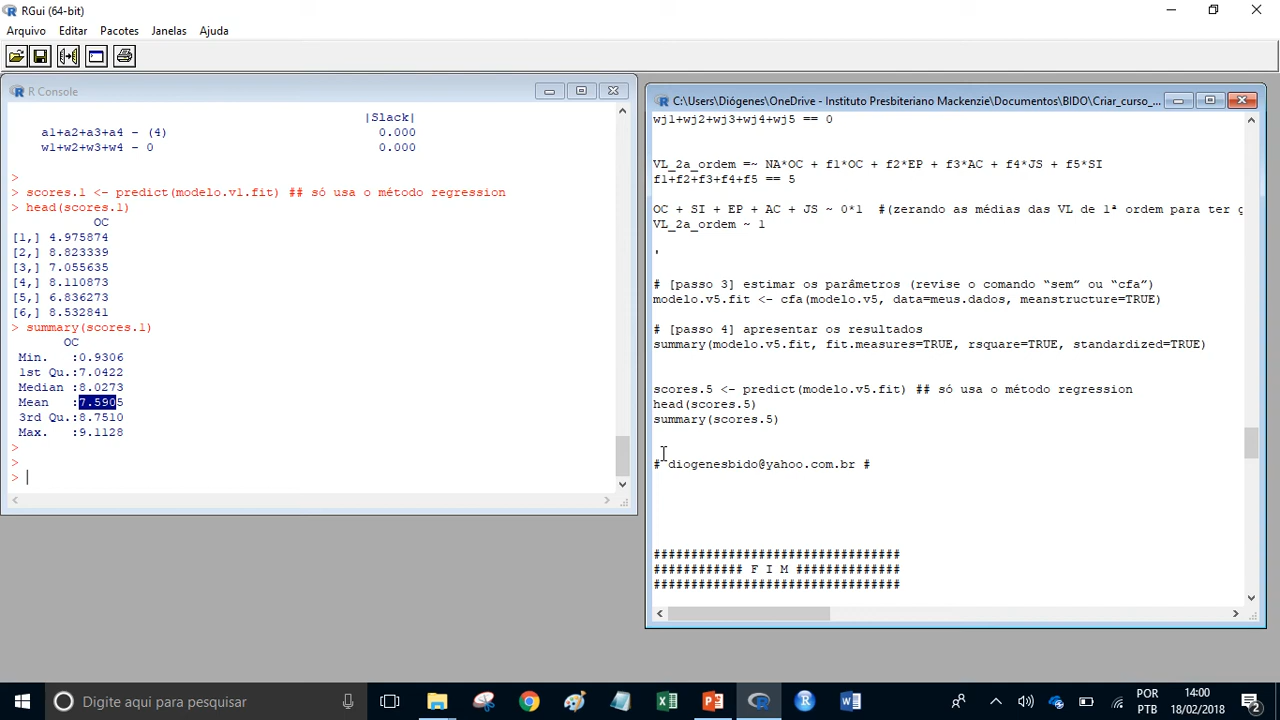 RGui (64-bit)
Arquivo Editar Pacotes Janelas Ajuda
R Console
|Slack|
a1+a2+a3+a4 - (4) 0.000
w1+w2+w3+w4 - 0 0.000
>
> scores.1 <- predict(modelo.v1.fit) ## só usa o método regression
> head(scores.1)
OC
[1,] 4.975874
[2,] 8.823339
[3,] 7.055635
[4,] 8.110873
[5,] 6.836273
[6,] 8.532841
> summary(scores.1)
OC
Min. :0.9306
1st Qu.:7.0422
Median :8.0273
Mean :7.5905
3rd Qu.:8.7510
Max. :9.1128
>
>
>
C:\Users\Diógenes\OneDrive - Instituto Presbiteriano Mackenzie\Documentos\BIDO\Criar_curso_...
wj1+wj2+wj3+wj4+wj5 == 0
VL_2a_ordem =~ NA*OC + f1*OC + f2*EP + f3*AC + f4*JS + f5*SI
f1+f2+f3+f4+f5 == 5
OC + SI + EP + AC + JS ~ 0*1 #(zerando as médias das VL de 1ª ordem para ter g
VL_2a_ordem ~ 1
'
# [passo 3] estimar os parâmetros (revise o comando “sem” ou “cfa”)
modelo.v5.fit <- cfa(modelo.v5, data=meus.dados, meanstructure=TRUE)
# [passo 4] apresentar os resultados
summary(modelo.v5.fit, fit.measures=TRUE, rsquare=TRUE, standardized=TRUE)
scores.5 <- predict(modelo.v5.fit) ## só usa o método regression
head(scores.5)
summary(scores.5)
# diogenesbido@yahoo.com.br #
#################################
############ F I M ##############
#################################
Digite aqui para pesquisar
POR
PTB
14:00
18/02/2018
2